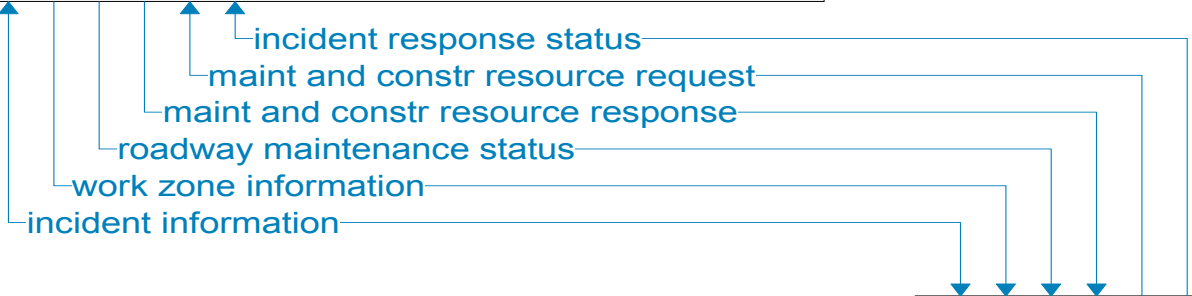 incident response status
maint and constr resource request
maint and constr resource response
roadway maintenance status
work zone information
incident information